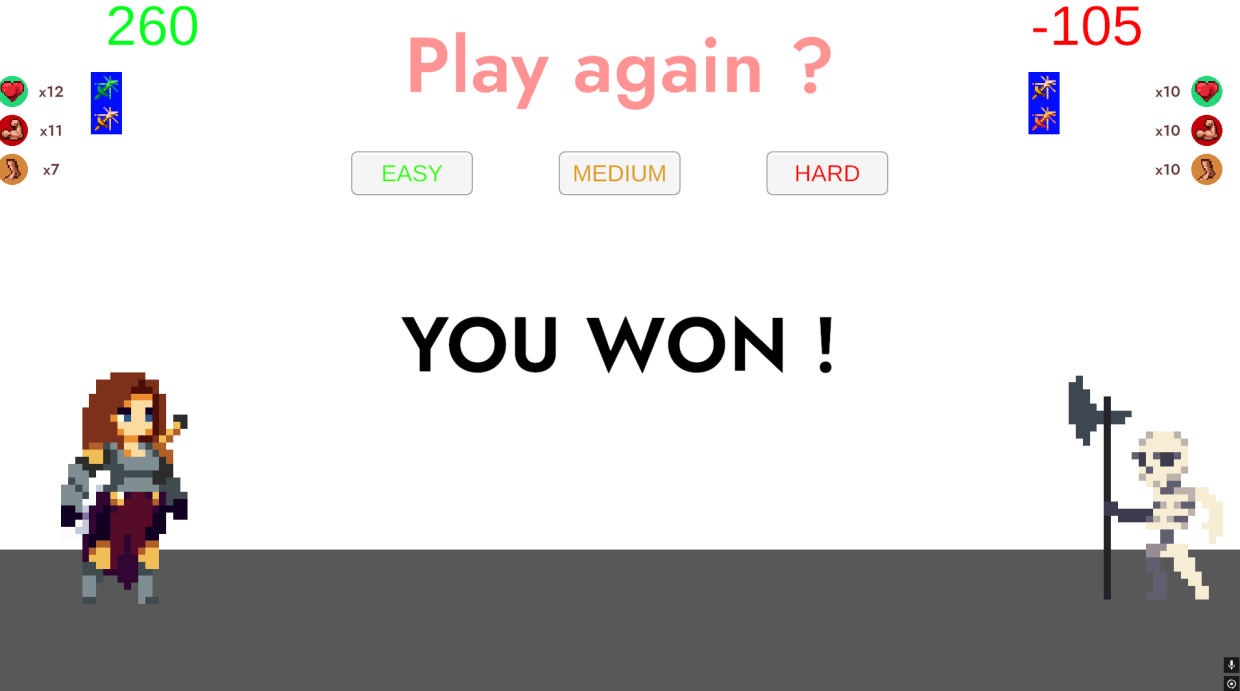 260
-105
Play again ?
x12
x11
x7
x10
x10
x10
EASY
MEDIUM
HARD
YOU WON !